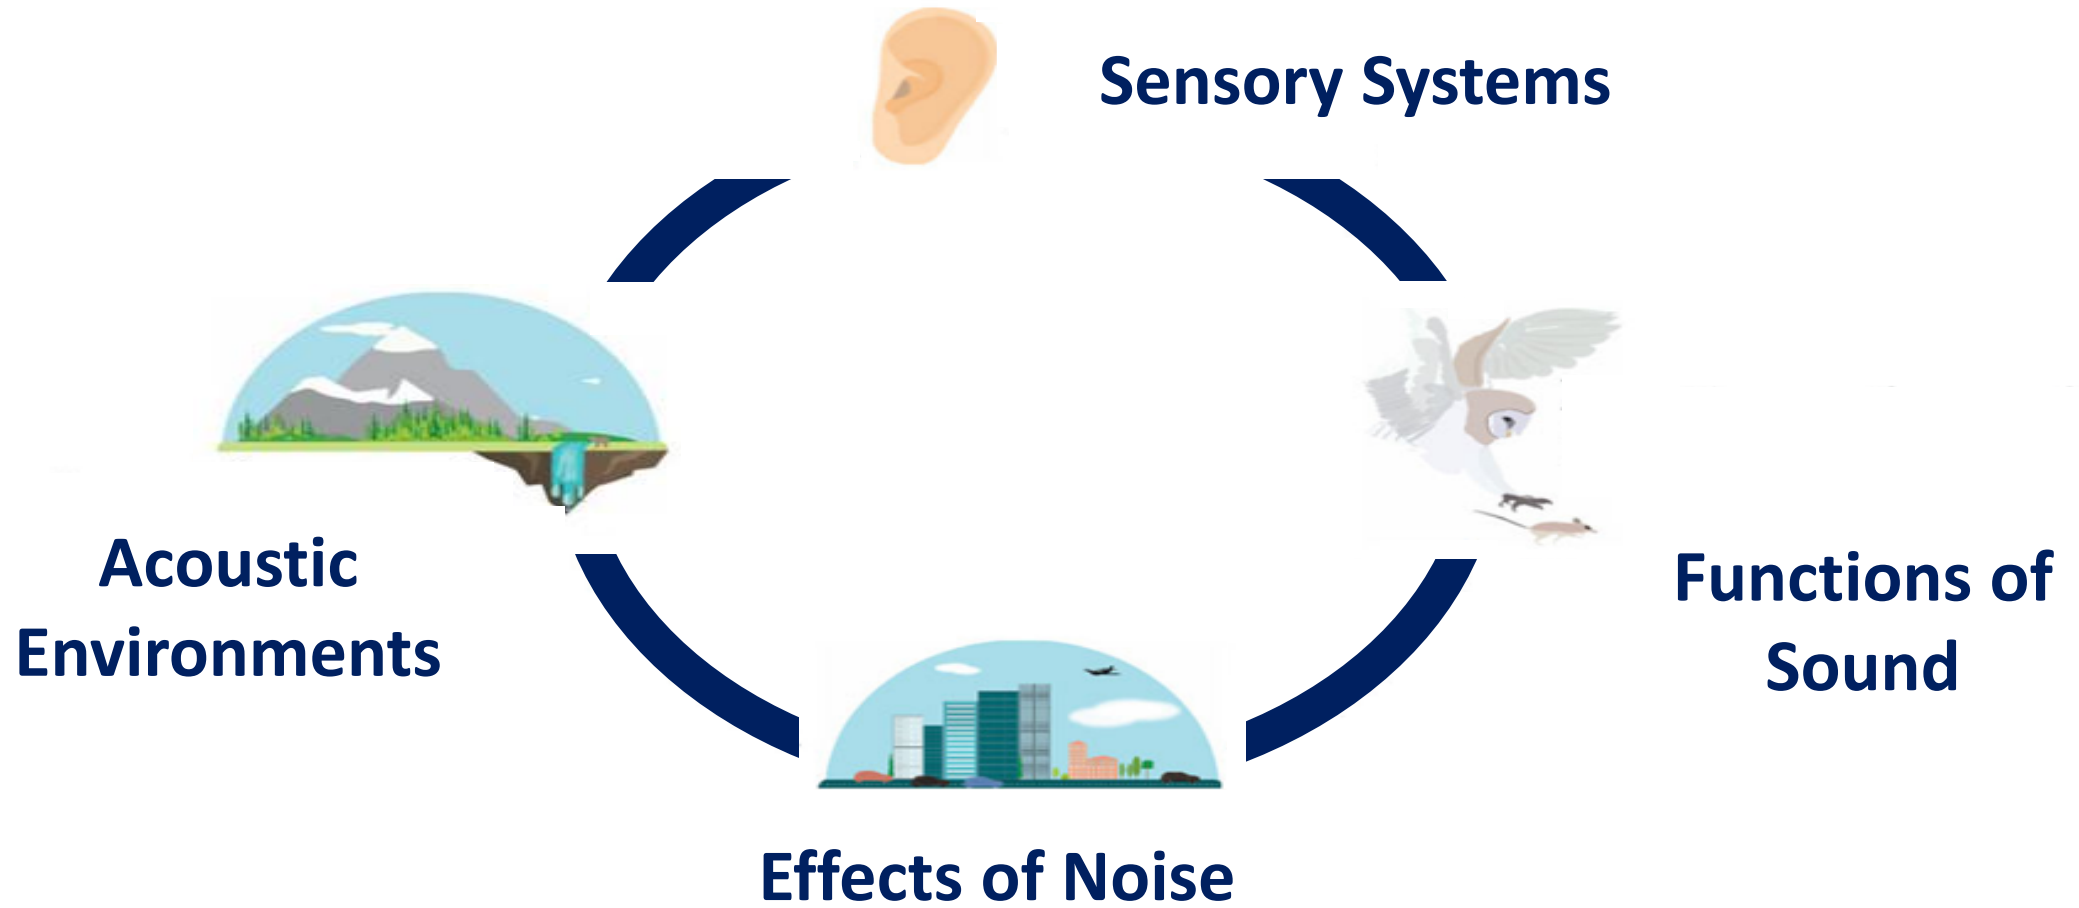 Sensory Systems
Acoustic
Environments
Functions of
Sound
Effects of Noise